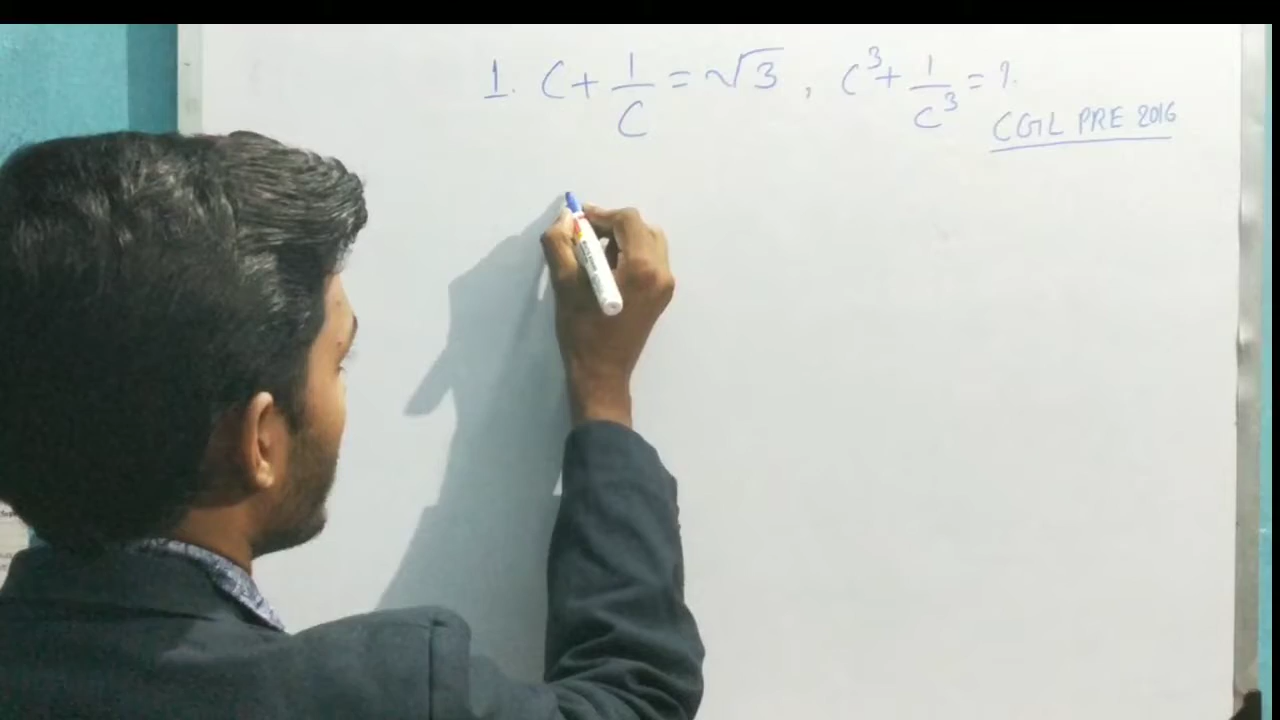 1. C + 1/C = √3 , C³ + 1/C³ = ?.
CGL PRE 2016